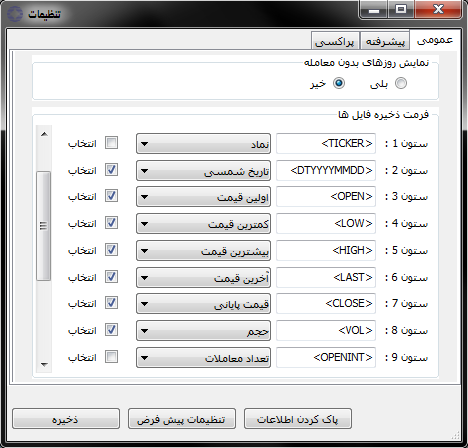 تنظیمات
عمومی پیشرفته پراکسی
نمایش روزهای بدون معامله
بلی خیر
فرمت ذخیره فایل ها
ستون 1 : <TICKER> نماد انتخاب
ستون 2 : <DTYYYYMMDD> تاریخ شمسی انتخاب
ستون 3 : <OPEN> اولین قیمت انتخاب
ستون 4 : <LOW> کمترین قیمت انتخاب
ستون 5 : <HIGH> بیشترین قیمت انتخاب
ستون 6 : <LAST> آخرین قیمت انتخاب
ستون 7 : <CLOSE> قیمت پایانی انتخاب
ستون 8 : <VOL> حجم انتخاب
ستون 9 : <OPENINT> تعداد معاملات انتخاب
پاک کردن اطلاعات تنظیمات پیش فرض ذخیره